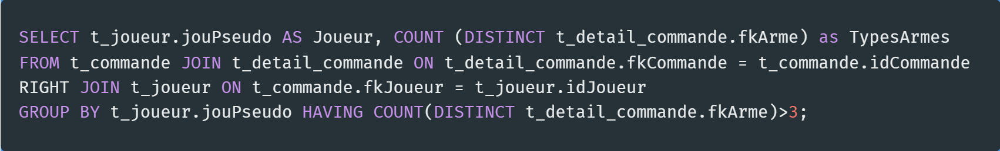 SELECT t_joueur.jouPseudo AS Joueur, COUNT (DISTINCT t_detail_commande.fkArme) as TypesArmes
FROM t_commande JOIN t_detail_commande ON t_detail_commande.fkCommande = t_commande.idCommande
RIGHT JOIN t_joueur ON t_commande.fkJoueur = t_joueur.idJoueur
GROUP BY t_joueur.jouPseudo HAVING COUNT(DISTINCT t_detail_commande.fkArme)>3;